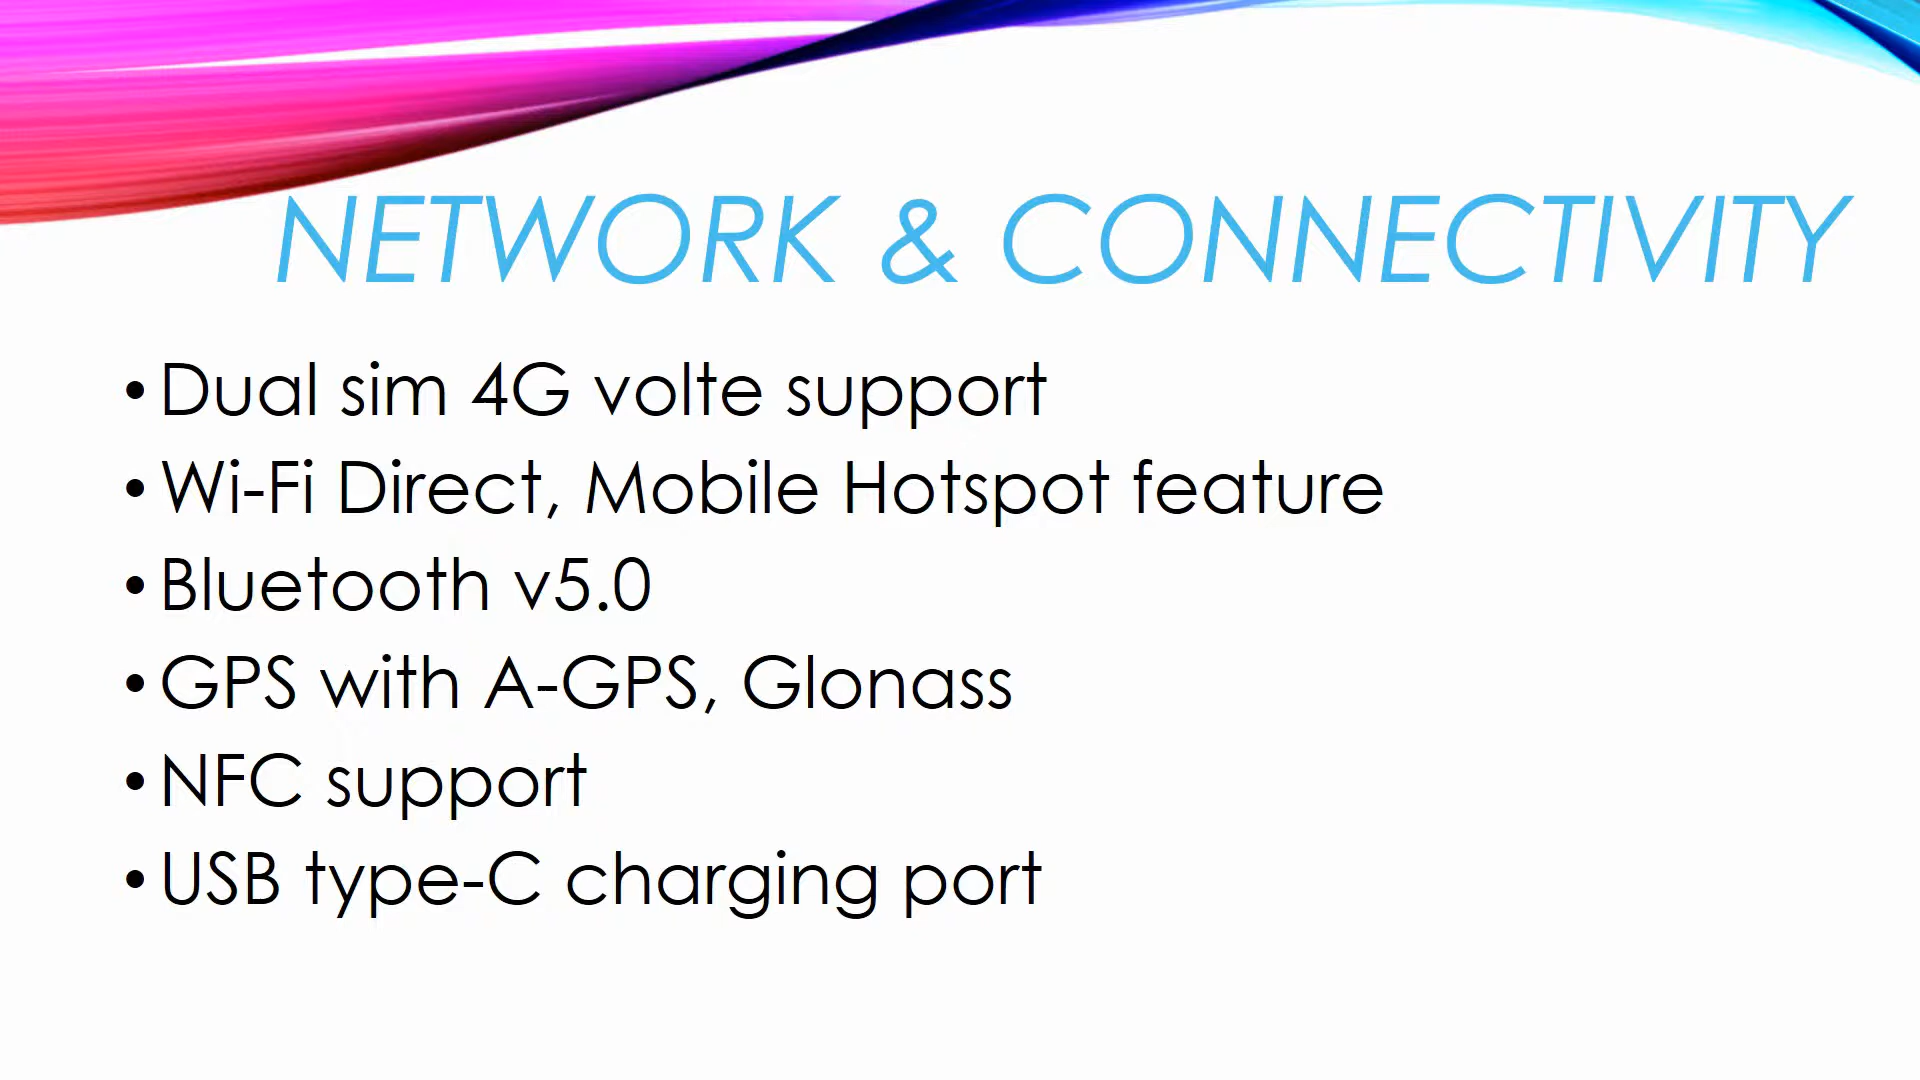 NETWORK & CONNECTIVITY
• Dual sim 4G volte support
• Wi-Fi Direct, Mobile Hotspot feature
• Bluetooth v5.0
• GPS with A-GPS, Glonass
• NFC support
• USB type-C charging port